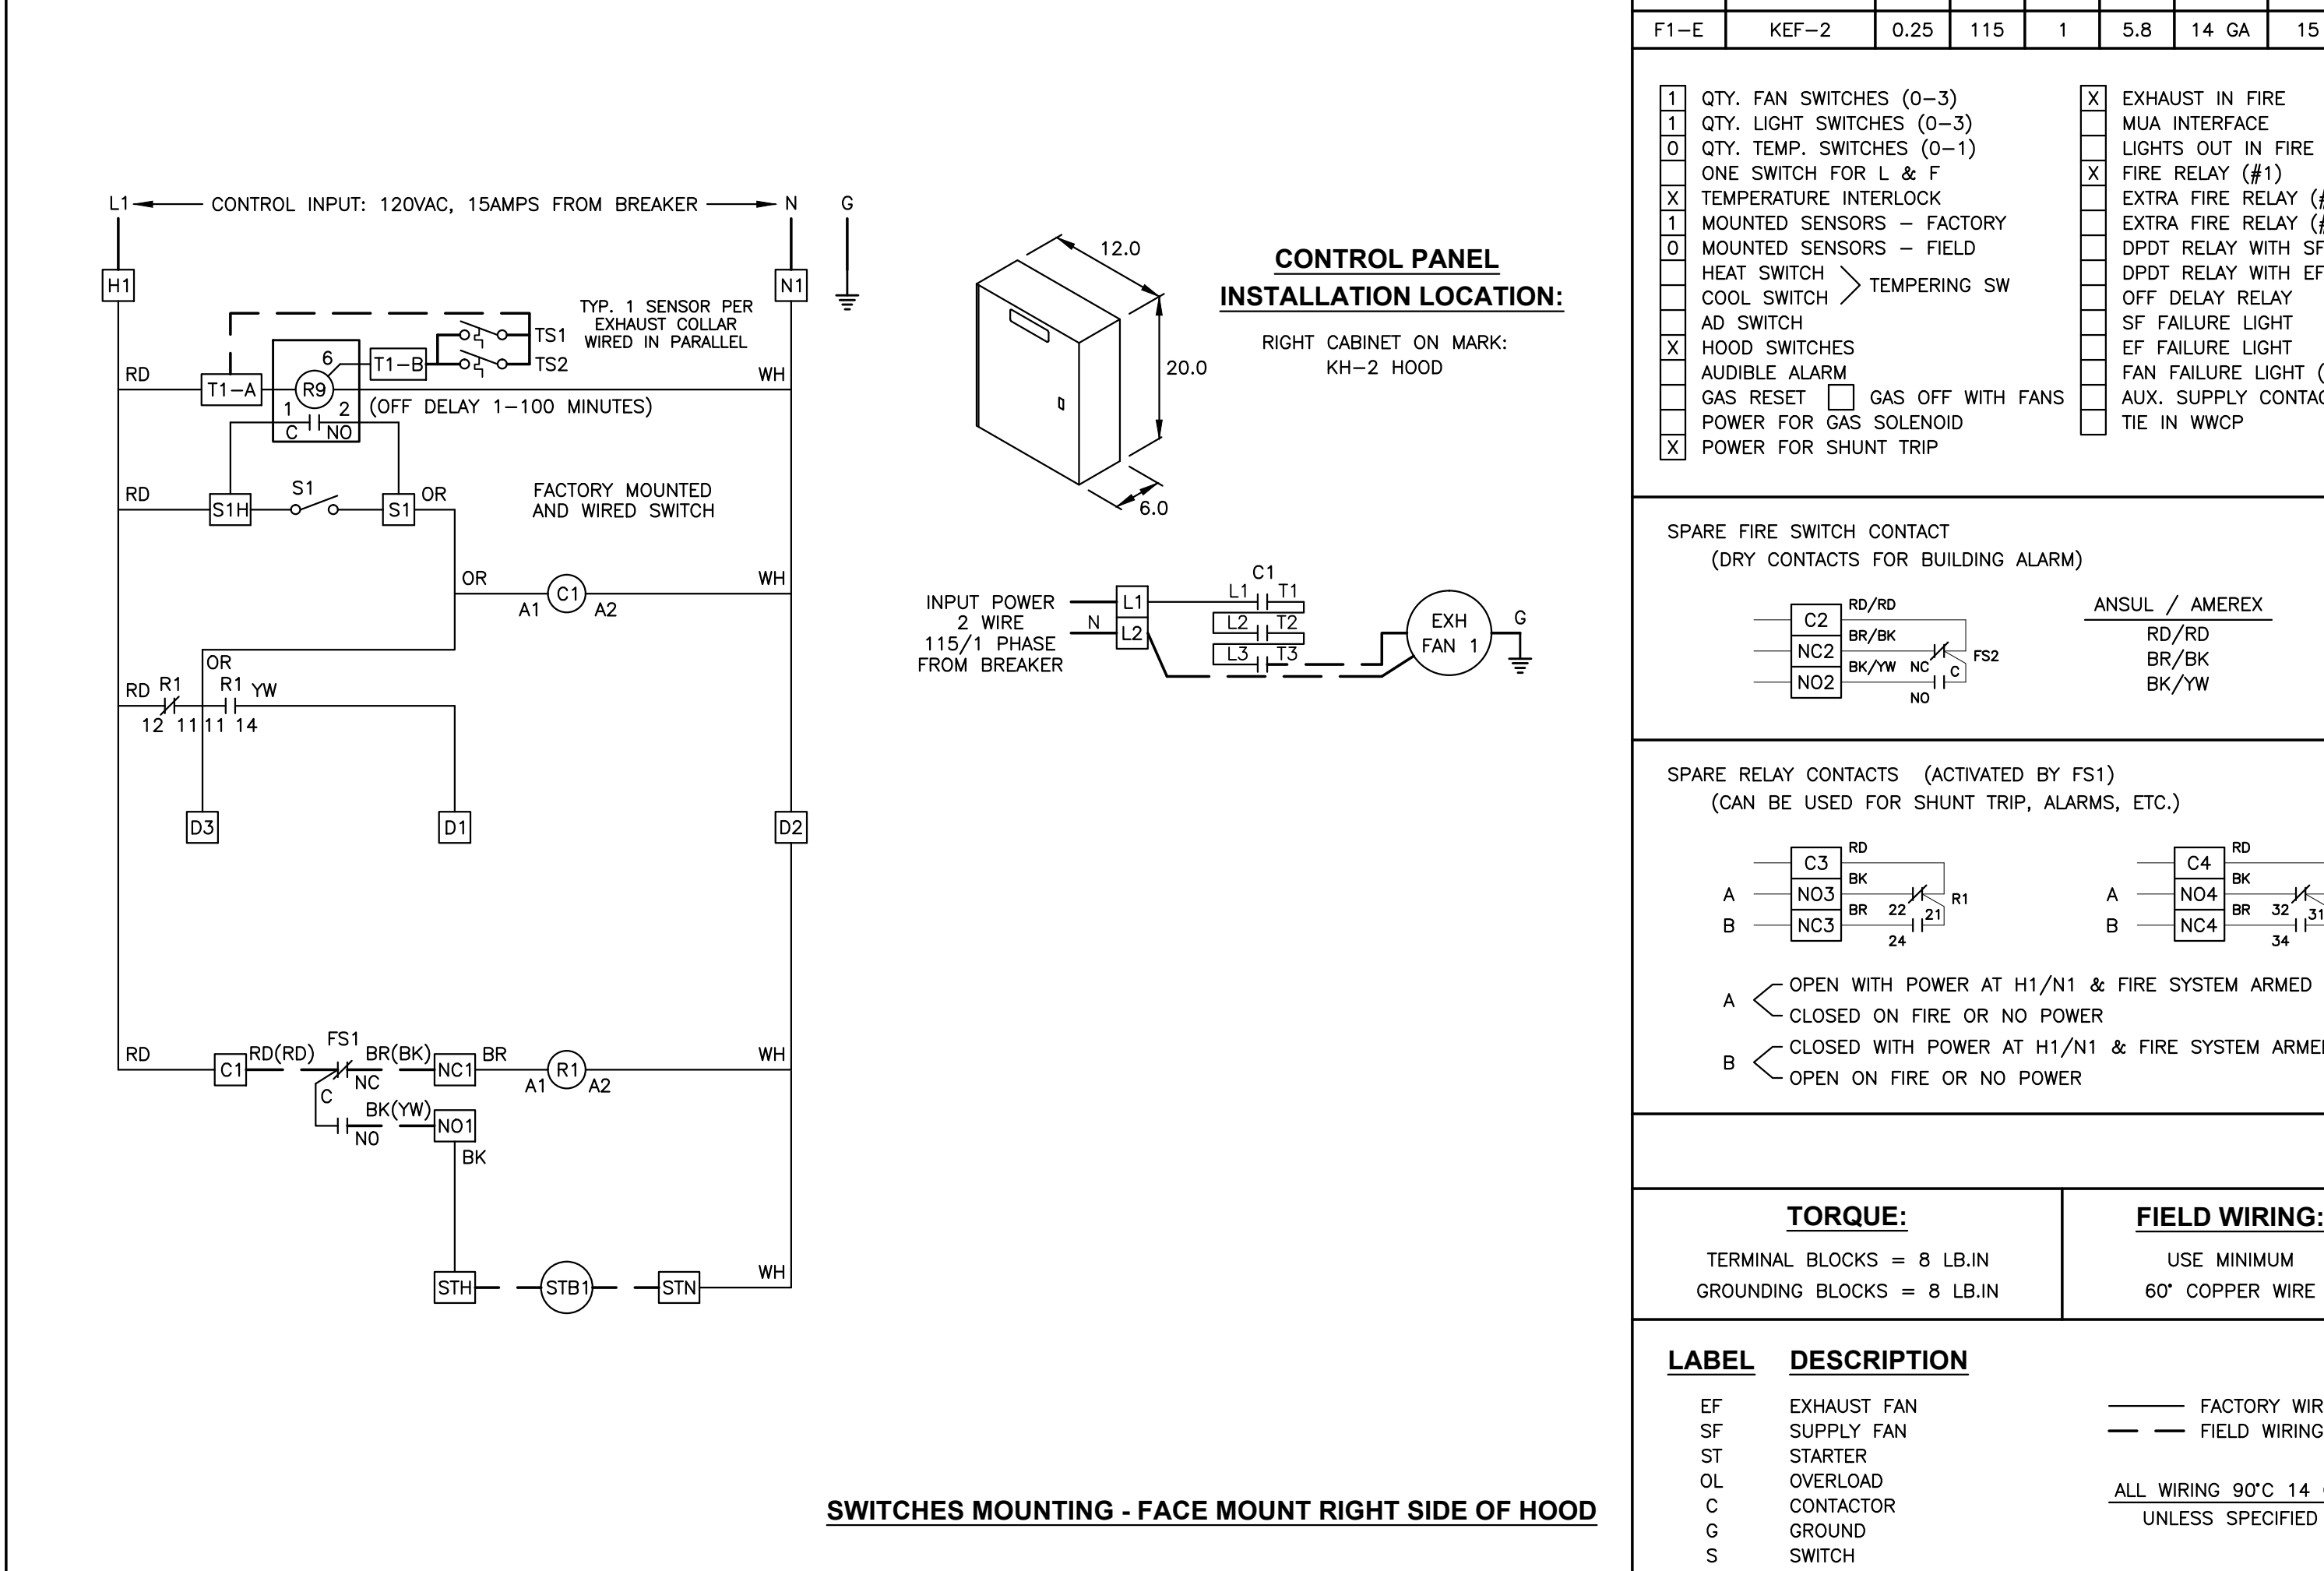 F1-E KEF-2 0.25 115 1 5.8 14 GA 15
1 QTY. FAN SWITCHES (0-3)
1 QTY. LIGHT SWITCHES (0-3)
0 QTY. TEMP. SWITCHES (0-1)
ONE SWITCH FOR L & F
X TEMPERATURE INTERLOCK
1 MOUNTED SENSORS - FACTORY
0 MOUNTED SENSORS - FIELD
HEAT SWITCH
COOL SWITCH
TEMPERING SW
AD SWITCH
X HOOD SWITCHES
AUDIBLE ALARM
GAS RESET GAS OFF WITH FANS
POWER FOR GAS SOLENOID
X POWER FOR SHUNT TRIP
X EXHAUST IN FIRE
MUA INTERFACE
LIGHTS OUT IN FIRE
X FIRE RELAY (#1)
EXTRA FIRE RELAY (#
EXTRA FIRE RELAY (#
DPDT RELAY WITH SF
DPDT RELAY WITH EF
OFF DELAY RELAY
SF FAILURE LIGHT
EF FAILURE LIGHT
FAN FAILURE LIGHT (
AUX. SUPPLY CONTAC
TIE IN WWCP
L1 CONTROL INPUT: 120VAC, 15AMPS FROM BREAKER N G
H1 N1
TYP. 1 SENSOR PER
EXHAUST COLLAR
WIRED IN PARALLEL
TS1
TS2
6 T1-B
RD T1-A R9 WH
1 2 (OFF DELAY 1-100 MINUTES)
C NO
RD S1H S1 S1 OR
FACTORY MOUNTED
AND WIRED SWITCH
OR A1 C1 A2 WH
OR
RD R1 R1 YW
12 11 11 14
D3 D1 D2
RD C1 RD(RD) FS1 BR(BK) NC1 BR A1 R1 A2 WH
NC
C BK(YW) NO1
NO
BK
STH STB1 STN WH
12.0
20.0
6.0
CONTROL PANEL
INSTALLATION LOCATION:
RIGHT CABINET ON MARK:
KH-2 HOOD
INPUT POWER
2 WIRE
115/1 PHASE
FROM BREAKER
N
L1
L2
C1
L1 T1
L2 T2
L3 T3
EXH
FAN 1
G
SPARE FIRE SWITCH CONTACT
(DRY CONTACTS FOR BUILDING ALARM)
C2 RD/RD
NC2 BR/BK
NO2 BK/YW NC C FS2
NO
ANSUL / AMEREX
RD/RD
BR/BK
BK/YW
SPARE RELAY CONTACTS (ACTIVATED BY FS1)
(CAN BE USED FOR SHUNT TRIP, ALARMS, ETC.)
C3 RD
A NO3 BK R1
B NC3 BR 22 21
24
C4 RD
A NO4 BK
B NC4 BR 32 31
34
A
OPEN WITH POWER AT H1/N1 & FIRE SYSTEM ARMED
CLOSED ON FIRE OR NO POWER
B
CLOSED WITH POWER AT H1/N1 & FIRE SYSTEM ARMED
OPEN ON FIRE OR NO POWER
TORQUE:
TERMINAL BLOCKS = 8 LB.IN
GROUNDING BLOCKS = 8 LB.IN
FIELD WIRING:
USE MINIMUM
60° COPPER WIRE
LABEL DESCRIPTION
EF EXHAUST FAN
SF SUPPLY FAN
ST STARTER
OL OVERLOAD
C CONTACTOR
G GROUND
S SWITCH
FACTORY WIR
FIELD WIRING
ALL WIRING 90°C 14
UNLESS SPECIFIED
SWITCHES MOUNTING - FACE MOUNT RIGHT SIDE OF HOOD